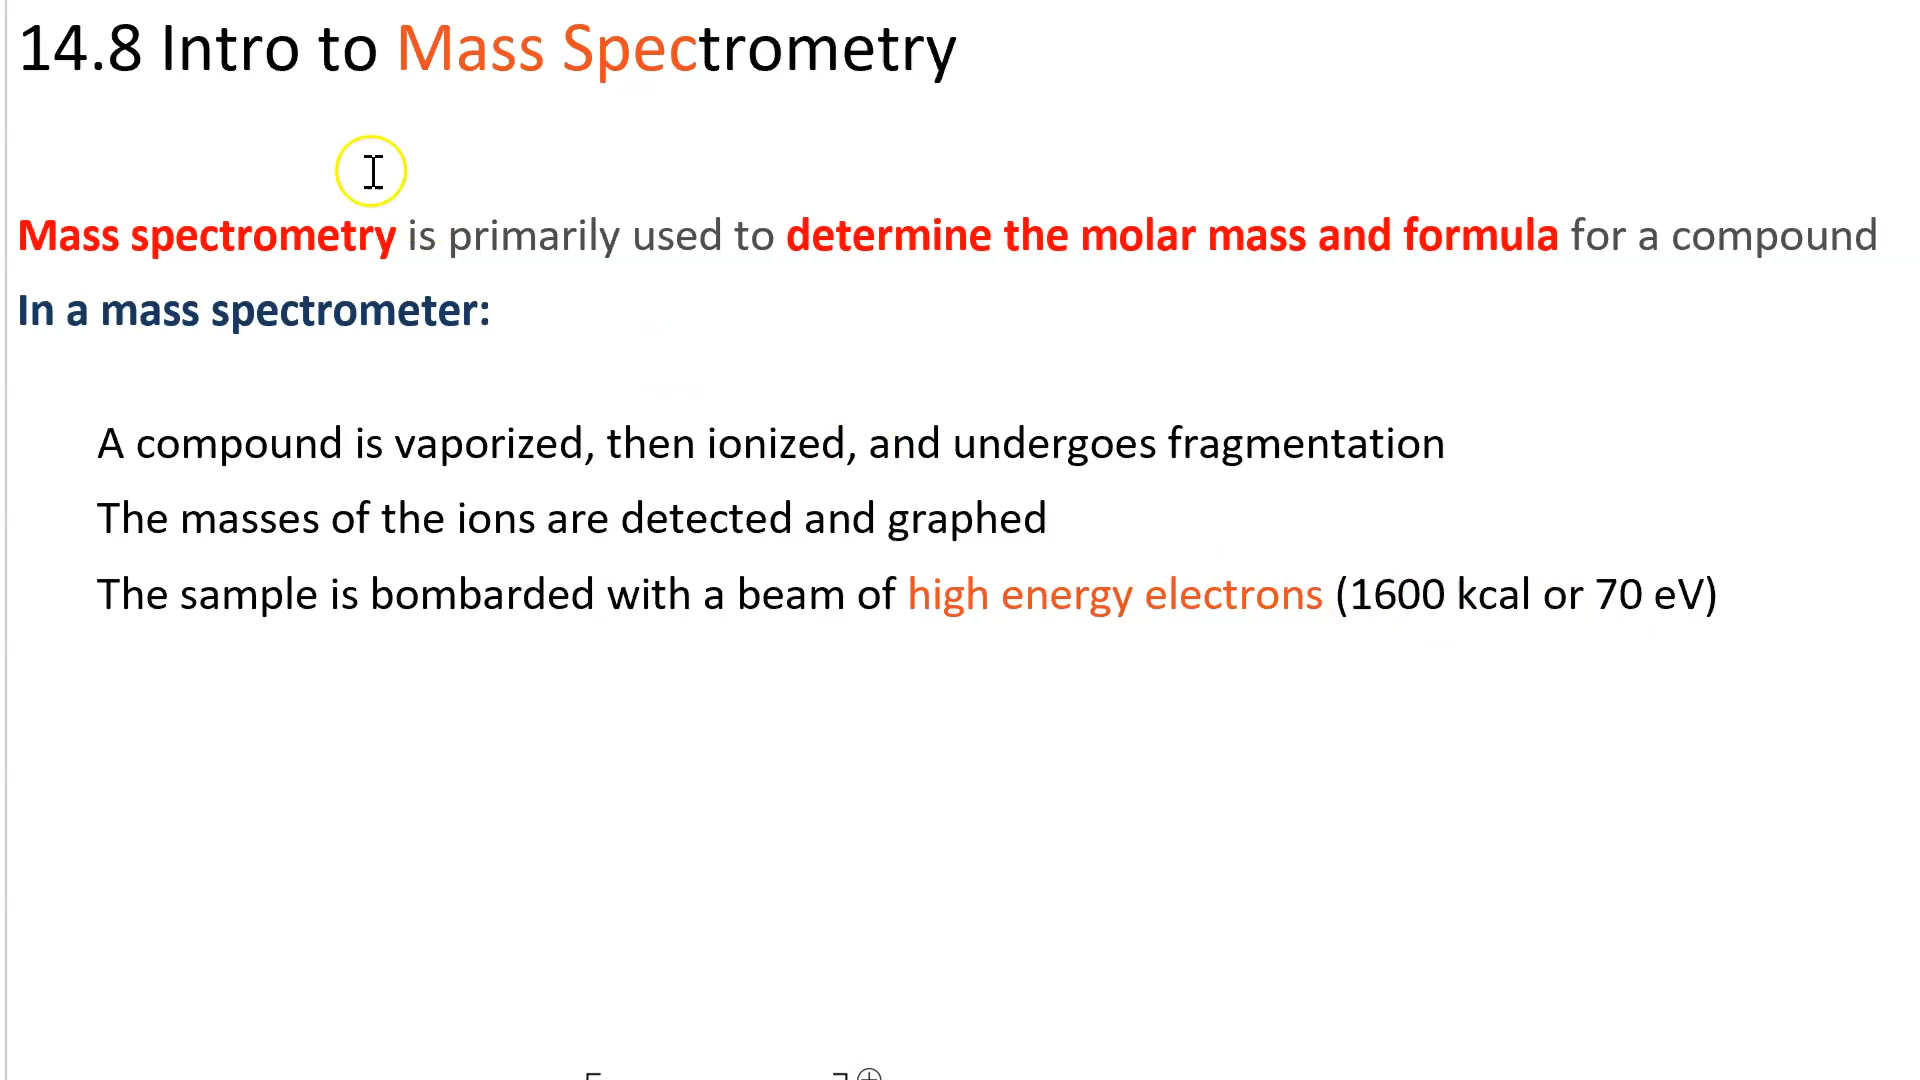 14.8 Intro to Mass Spectrometry
Mass spectrometry is primarily used to determine the molar mass and formula for a compound
In a mass spectrometer:
A compound is vaporized, then ionized, and undergoes fragmentation
The masses of the ions are detected and graphed
The sample is bombarded with a beam of high energy electrons (1600 kcal or 70 eV)